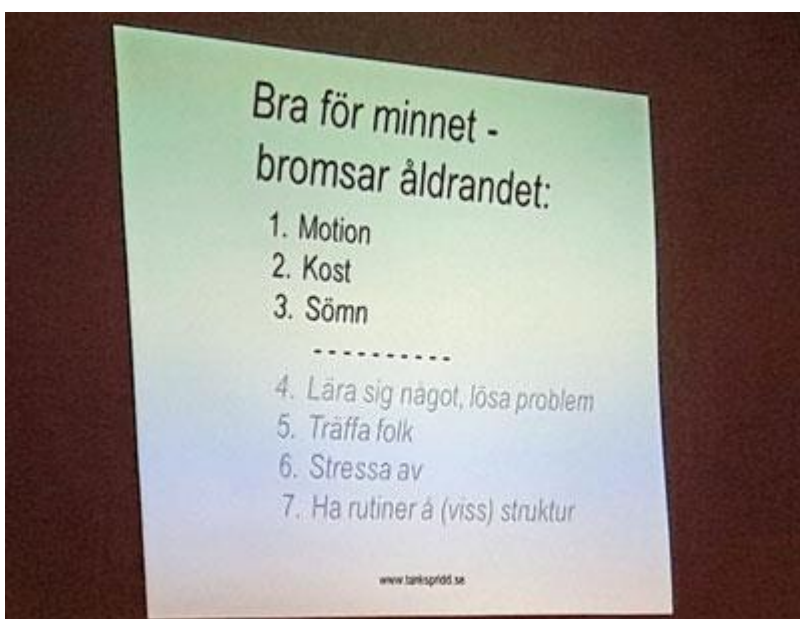 Bra för minnet -
bromsar åldrandet:
1. Motion
2. Kost
3. Sömn
----------
4. Lära sig något, lösa problem
5. Träffa folk
6. Stressa av
7. Ha rutiner å (viss) struktur
www.tankspridd.se